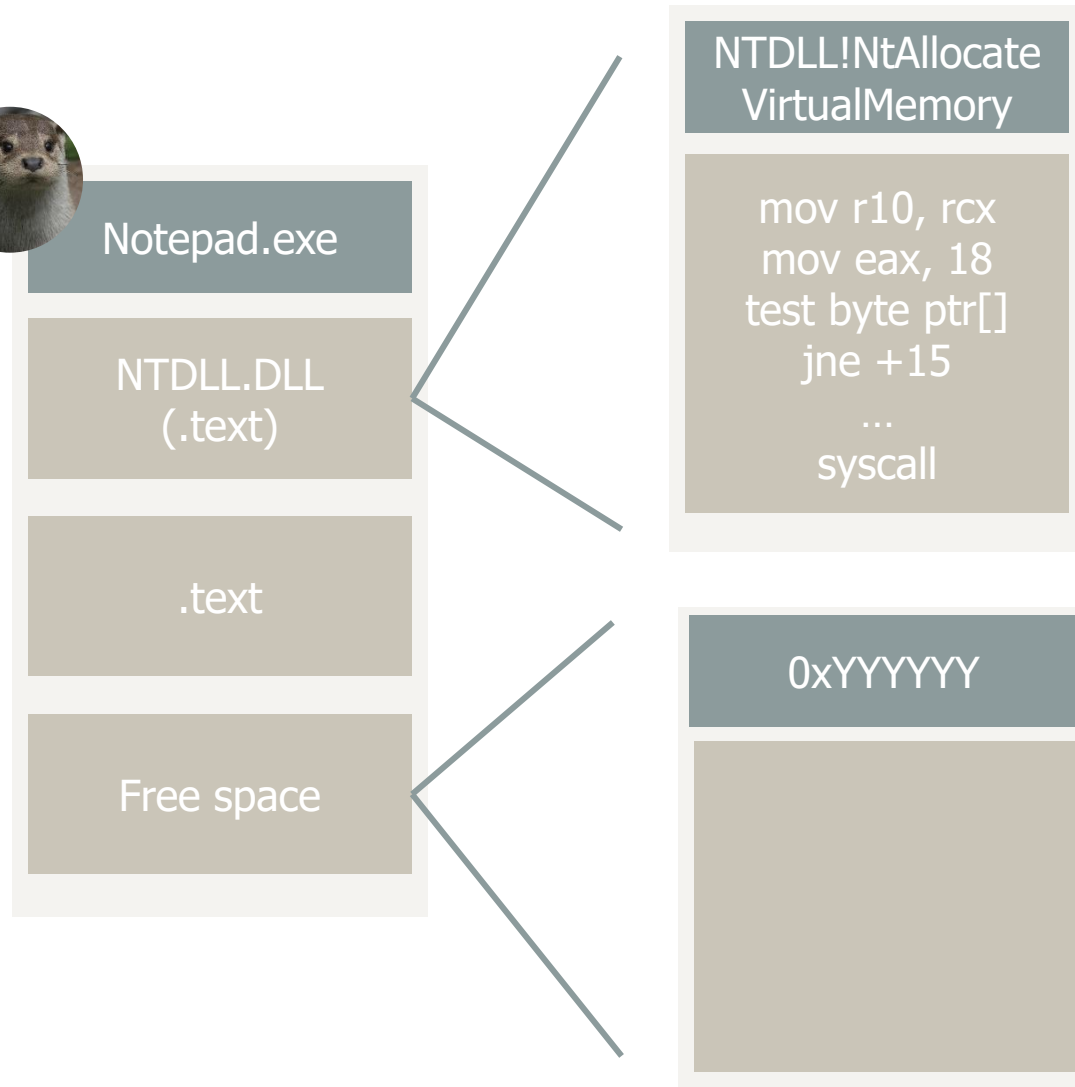 Notepad.exe
NTDLL.DLL
(.text)
.text
Free space
NTDLL!NtAllocate
VirtualMemory
mov r10, rcx
mov eax, 18
test byte ptr[]
jne +15
…
syscall
0xYYYYYY